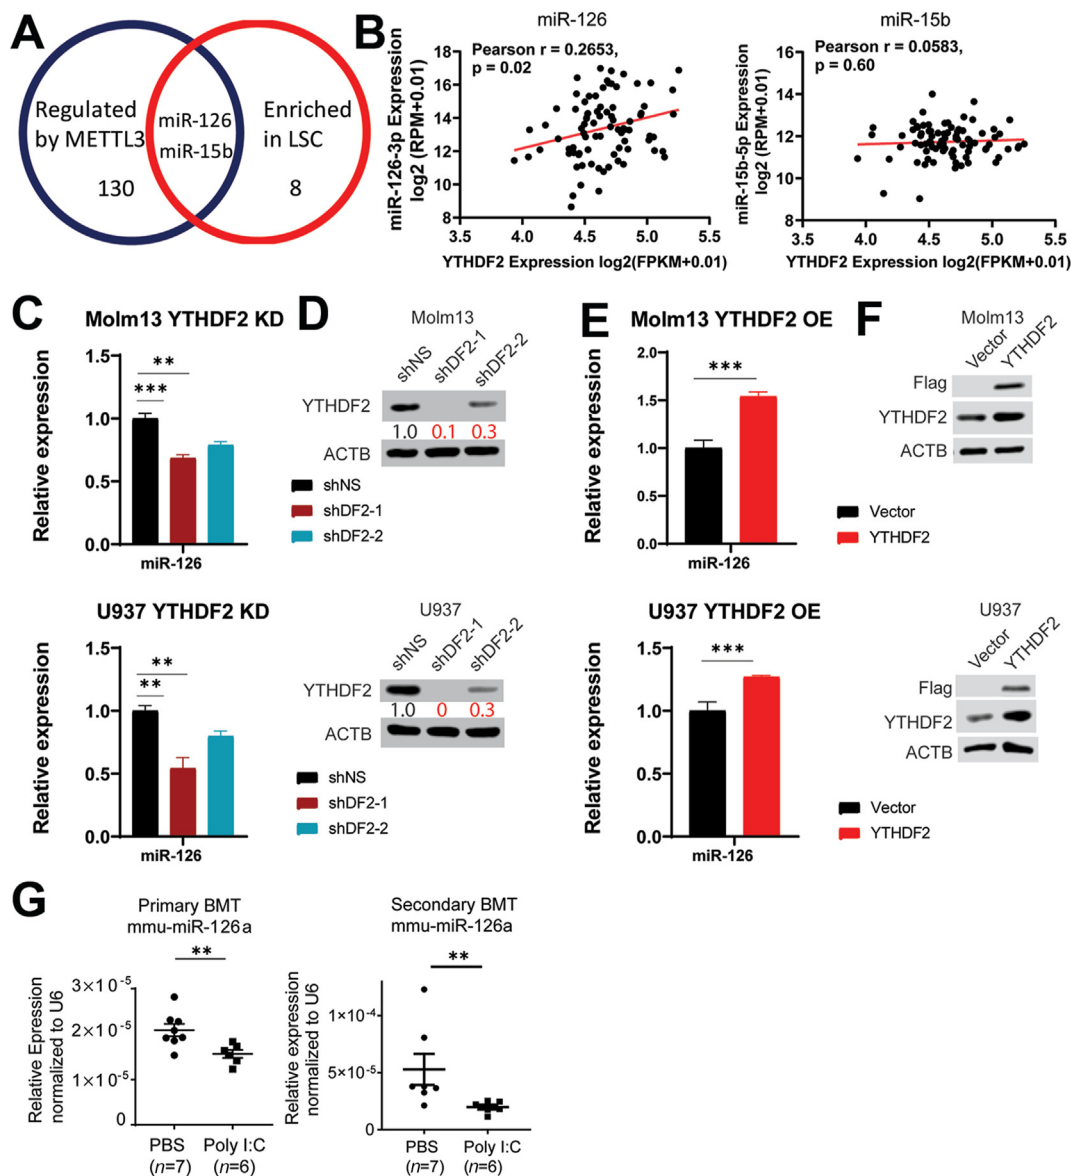 A
Regulated
by METTL3
130
miR-126
miR-15b
Enriched
in LSC
8
B
miR-126
Pearson r = 0.2653,
p = 0.02
miR-126-3p Expression
log2 (RPM+0.01)
18
16
14
12
10
8
3.5 4.0 4.5 5.0 5.5
YTHDF2 Expression log2(FPKM+0.01)
miR-15b
Pearson r = 0.0583,
p = 0.60
miR-15b-5p Expression
log2 (RPM+0.01)
16
14
12
10
8
3.5 4.0 4.5 5.0 5.5
YTHDF2 Expression log2(FPKM+0.01)
C
Molm13 YTHDF2 KD
Relative expression
1.5
1.0
0.5
0.0
**
***
miR-126
shNS
shDF2-1
shDF2-2
D
Molm13
shNS shDF2-1 shDF2-2
YTHDF2
1.0 0.1 0.3
ACTB
E
Molm13 YTHDF2 OE
Relative expression
2.0
1.5
1.0
0.5
0.0
***
miR-126
Vector
YTHDF2
F
Molm13
Vector YTHDF2
Flag
YTHDF2
ACTB
U937 YTHDF2 KD
Relative expression
1.5
1.0
0.5
0.0
**
**
miR-126
shNS
shDF2-1
shDF2-2
U937
shNS shDF2-1 shDF2-2
YTHDF2
1.0 0 0.3
ACTB
U937 YTHDF2 OE
Relative expression
1.5
1.0
0.5
0.0
***
miR-126
Vector
YTHDF2
U937
Vector YTHDF2
Flag
YTHDF2
ACTB
G
Primary BMT
mmu-miR-126a
**
Relative Epression
normalized to U6
3×10-5
2×10-5
1×10-5
0
PBS Poly I:C
(n=7) (n=6)
Secondary BMT
mmu-miR-126a
**
Relative expression
normalized to U6
1×10-4
5×10-5
0
PBS Poly I:C
(n=7) (n=6)